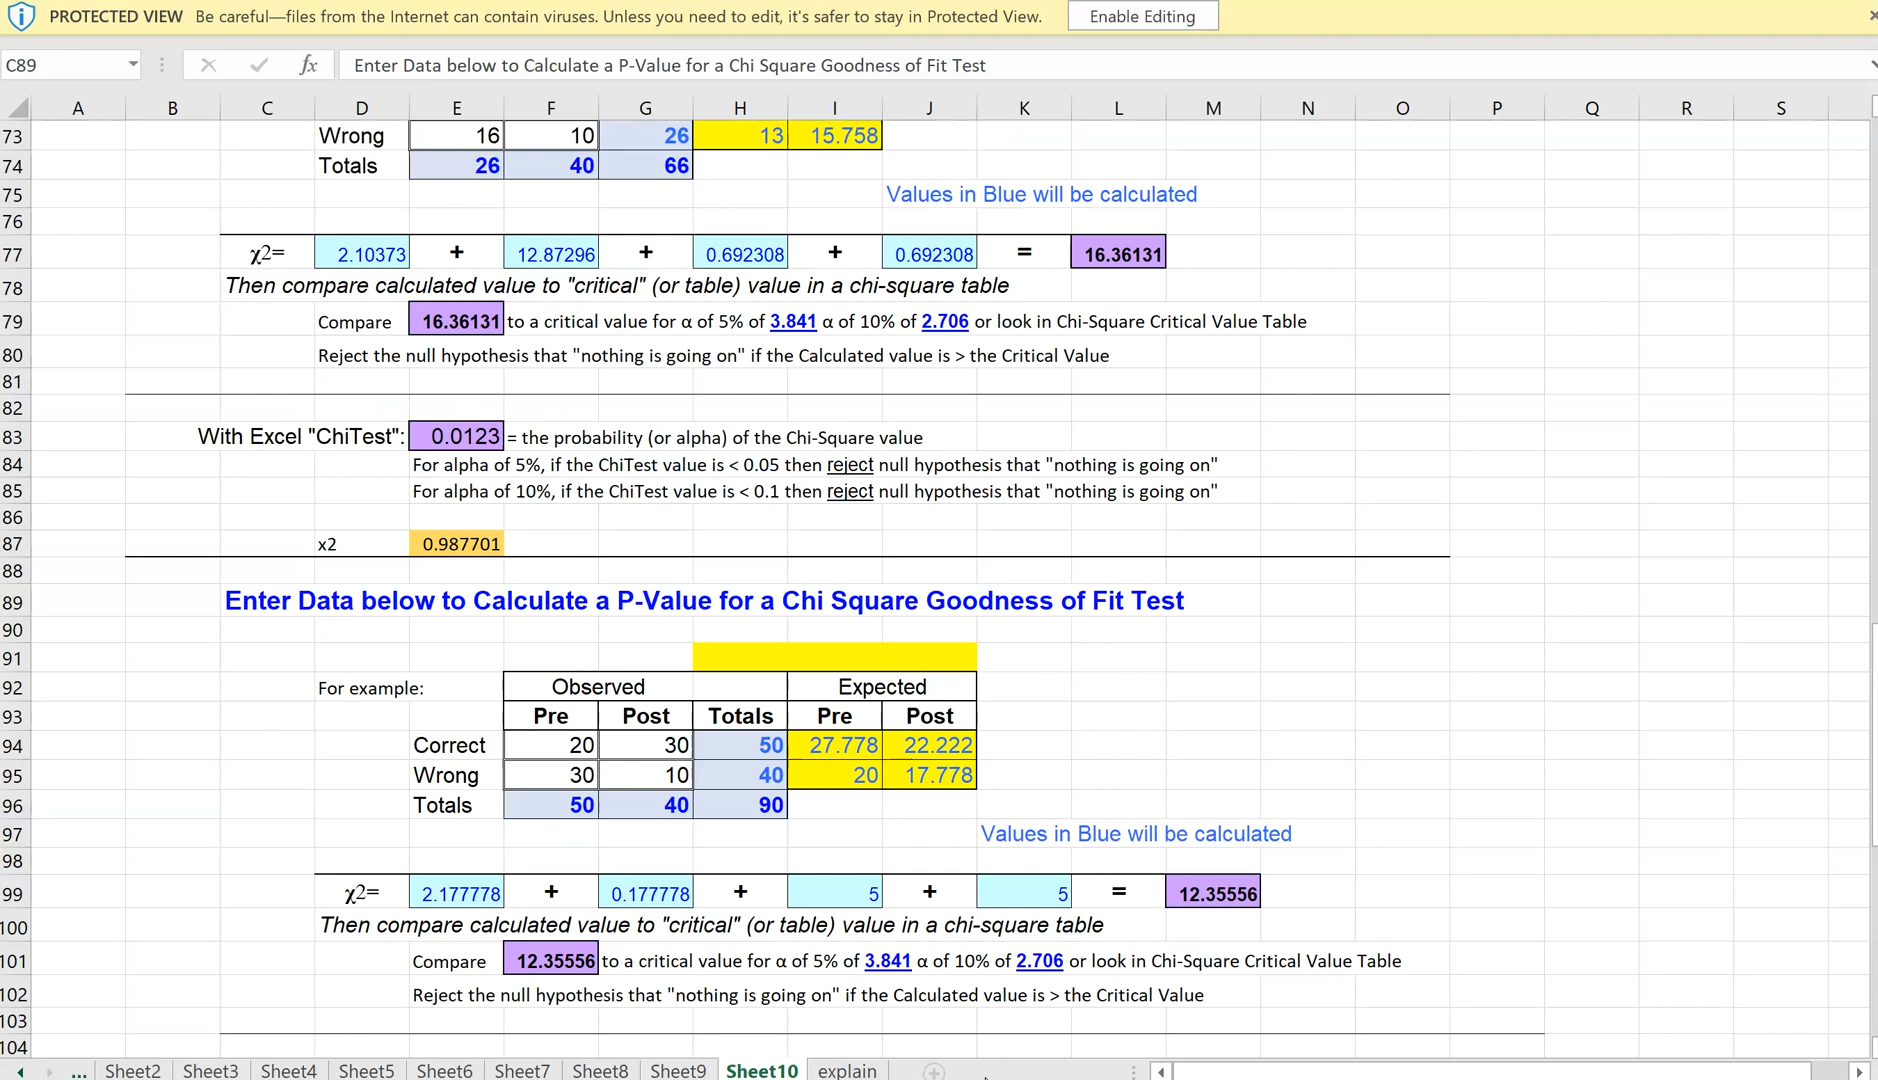 PROTECTED VIEW Be careful—files from the Internet can contain viruses. Unless you need to edit, it's safer to stay in Protected View. Enable Editing
C89 fx Enter Data below to Calculate a P-Value for a Chi Square Goodness of Fit Test
A B C D E F G H I J K L M N O P Q R S
73 Wrong 16 10 26 13 15.758
74 Totals 26 40 66
75 Values in Blue will be calculated
76
77 χ2= 2.10373 + 12.87296 + 0.692308 + 0.692308 = 16.36131
78 Then compare calculated value to "critical" (or table) value in a chi-square table
79 Compare 16.36131 to a critical value for α of 5% of 3.841 α of 10% of 2.706 or look in Chi-Square Critical Value Table
80 Reject the null hypothesis that "nothing is going on" if the Calculated value is > the Critical Value
81
82
83 With Excel "ChiTest": 0.0123 = the probability (or alpha) of the Chi-Square value
84 For alpha of 5%, if the ChiTest value is < 0.05 then reject null hypothesis that "nothing is going on"
85 For alpha of 10%, if the ChiTest value is < 0.1 then reject null hypothesis that "nothing is going on"
86
87 x2 0.987701
88
89 Enter Data below to Calculate a P-Value for a Chi Square Goodness of Fit Test
90
91
92 For example: Observed Expected
93 Pre Post Totals Pre Post
94 Correct 20 30 50 27.778 22.222
95 Wrong 30 10 40 20 17.778
96 Totals 50 40 90
97 Values in Blue will be calculated
98
99 χ2= 2.177778 + 0.177778 + 5 + 5 = 12.35556
100 Then compare calculated value to "critical" (or table) value in a chi-square table
101 Compare 12.35556 to a critical value for α of 5% of 3.841 α of 10% of 2.706 or look in Chi-Square Critical Value Table
102 Reject the null hypothesis that "nothing is going on" if the Calculated value is > the Critical Value
103
104
... Sheet2 Sheet3 Sheet4 Sheet5 Sheet6 Sheet7 Sheet8 Sheet9 Sheet10 explain